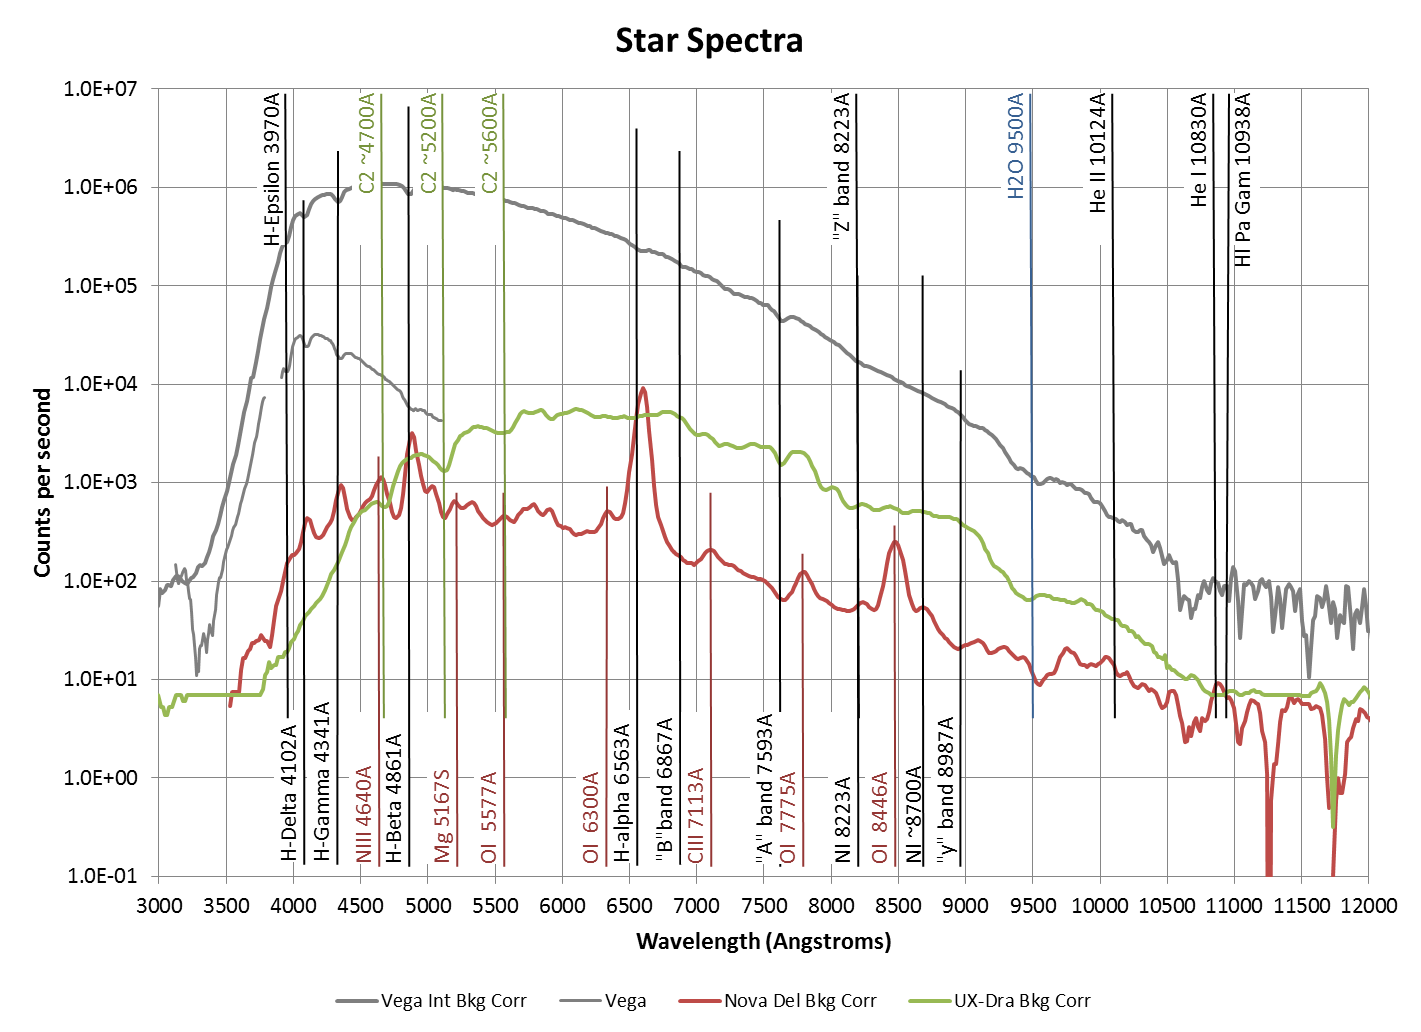 Star Spectra
Counts per second
1.0E+07
1.0E+06
1.0E+05
1.0E+04
1.0E+03
1.0E+02
1.0E+01
1.0E+00
1.0E-01
H-Epsilon 3970A
C2 ~4700A
C2 ~5200A
C2 ~5600A
"Z" band 8223A
H2O 9500A
He II 10124A
He I 10830A
HI Pa Gam 10938A
H-Delta 4102A
H-Gamma 4341A
NIII 4640A
H-Beta 4861A
Mg 5167S
OI 5577A
OI 6300A
H-alpha 6563A
"B"band 6867A
CIII 7113A
"A" band 7593A
OI 7775A
NI 8223A
OI 8446A
NI ~8700A
"y" band 8987A
3000 3500 4000 4500 5000 5500 6000 6500 7000 7500 8000 8500 9000 9500 10000 10500 11000 11500 12000
Wavelength (Angstroms)
Vega Int Bkg Corr Vega Nova Del Bkg Corr UX-Dra Bkg Corr